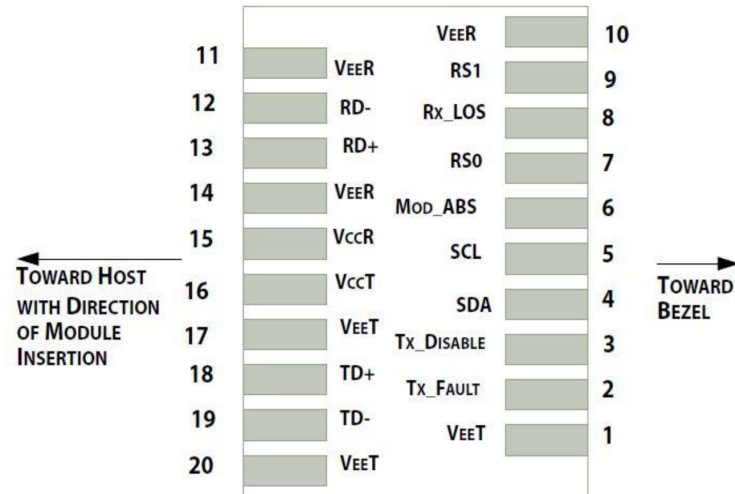 11 VEER
12 RD-
13 RD+
14 VEER
15 VCCR
16 VCCT
17 VEET
18 TD+
19 TD-
20 VEET
VEER 10
RS1 9
RX_LOS 8
RS0 7
MOD_ABS 6
SCL 5
SDA 4
TX_DISABLE 3
TX_FAULT 2
VEET 1
TOWARD HOST
WITH DIRECTION
OF MODULE
INSERTION
TOWARD
BEZEL